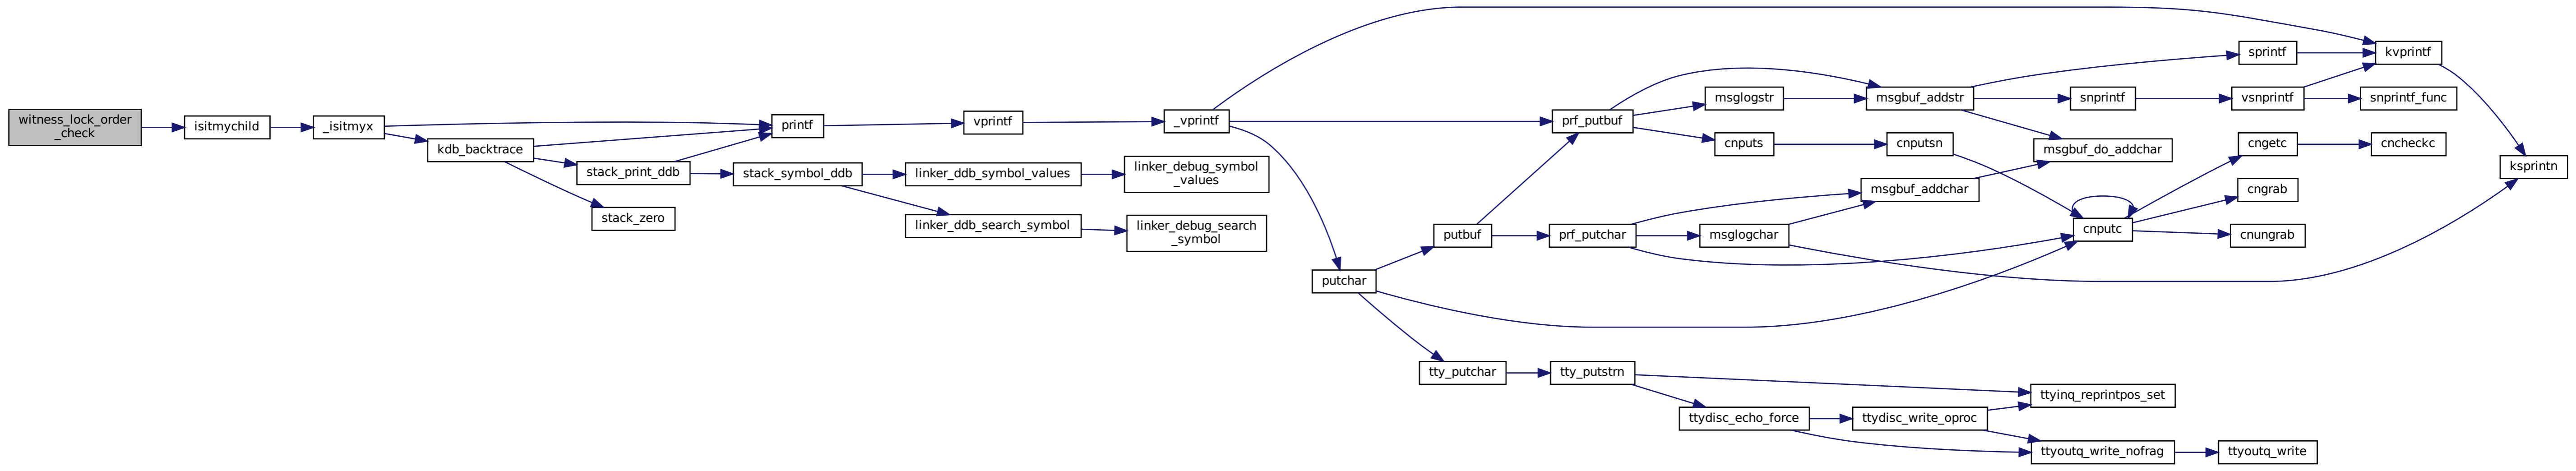 witness_lock_order
_check
isitmychild
_isitmyx
kdb_backtrace
printf
stack_print_ddb
stack_zero
stack_symbol_ddb
vprintf
linker_ddb_symbol_values
linker_ddb_search_symbol
linker_debug_symbol
_values
linker_debug_search
_symbol
_vprintf
putchar
putbuf
tty_putchar
prf_putbuf
prf_putchar
tty_putstrn
msglogstr
cnputs
msglogchar
ttydisc_echo_force
msgbuf_addstr
cnputsn
msgbuf_addchar
ttydisc_write_oproc
snprintf
msgbuf_do_addchar
cnputc
ttyinq_reprintpos_set
ttyoutq_write_nofrag
sprintf
vsnprintf
cngetc
cngrab
cnungrab
ttyoutq_write
kvprintf
snprintf_func
cncheckc
ksprintn